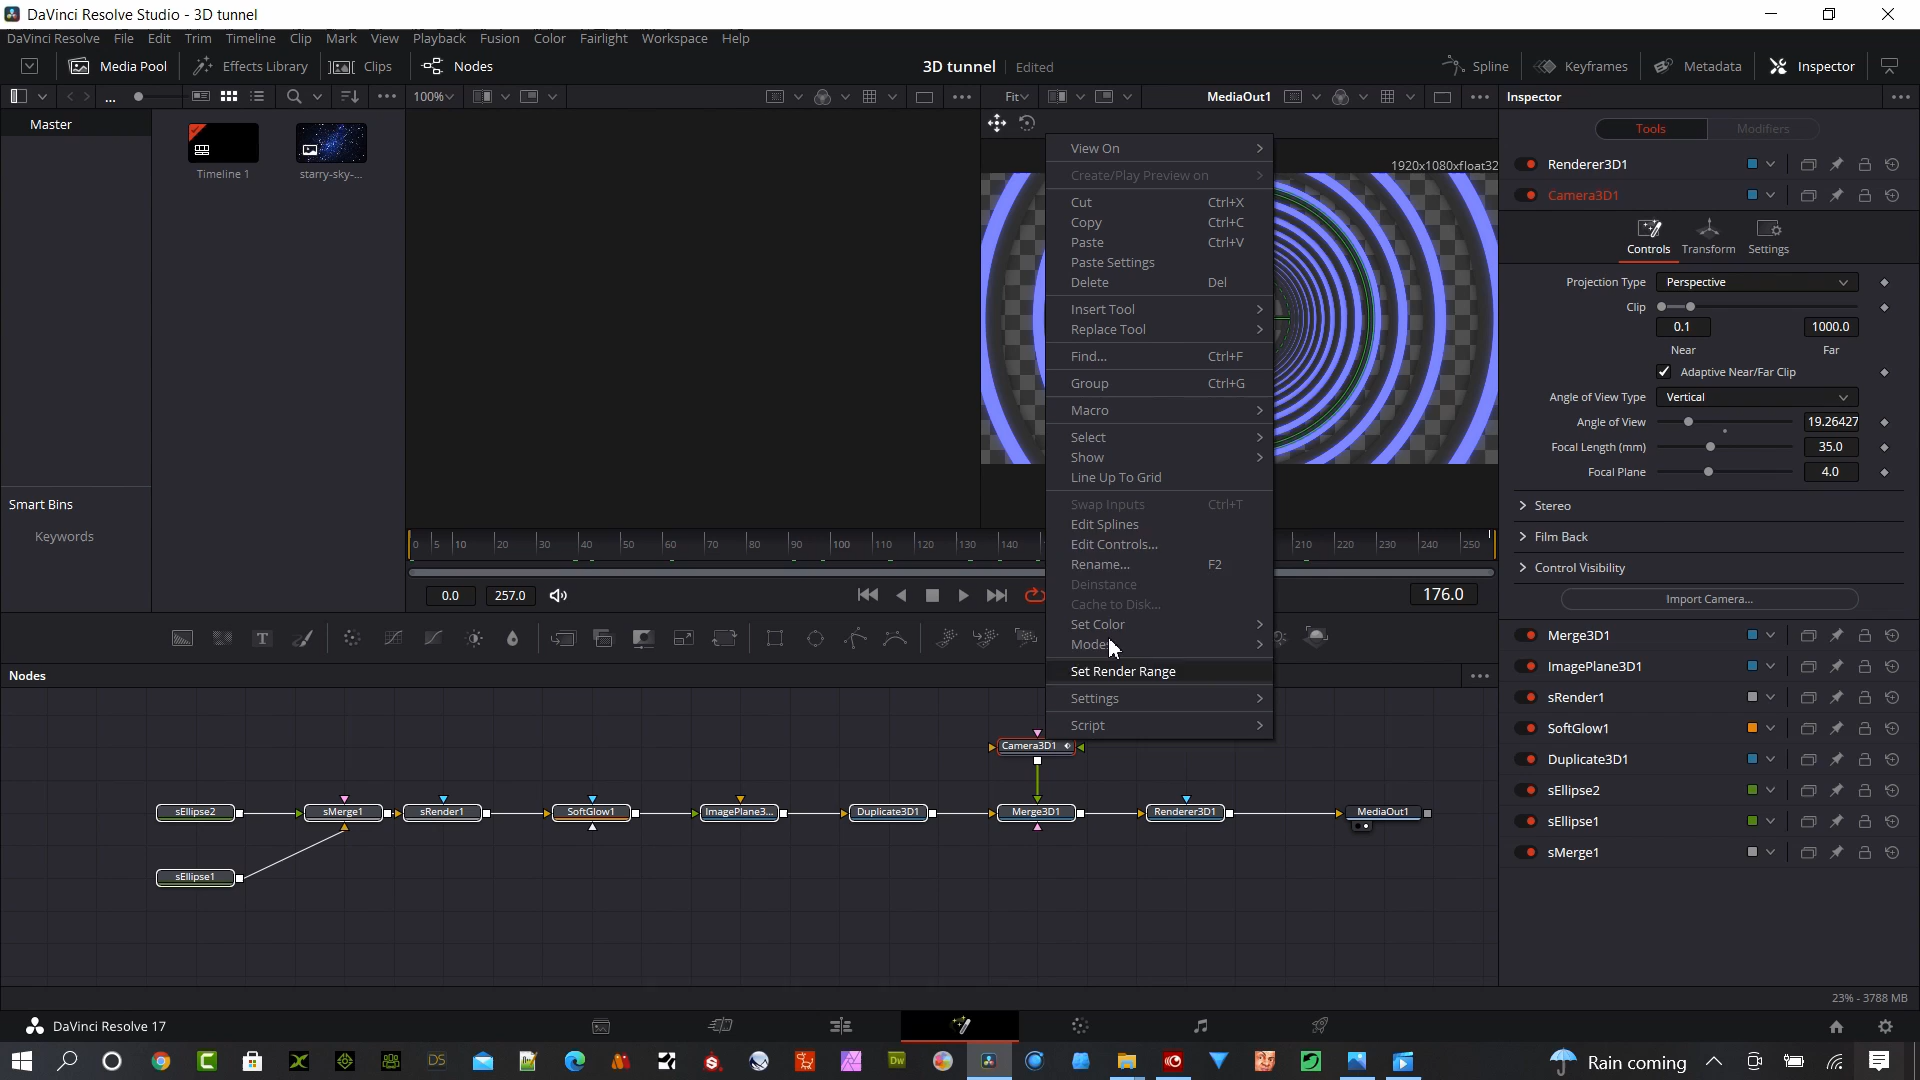 DaVinci Resolve Studio - 3D tunnel
DaVinci Resolve File Edit Trim Timeline Clip Mark View Playback Fusion Color Fairlight Workspace Help
Media Pool Effects Library Clips Nodes 3D tunnel Edited Spline Keyframes Metadata Inspector
... 100% Fit MediaOut1 Inspector
Master
Timeline 1
starry-sky-...
Smart Bins
Keywords
1920x1080xfloat32
View On
Create/Play Preview on
Cut Ctrl+X
Copy Ctrl+C
Paste Ctrl+V
Paste Settings
Delete Del
Insert Tool
Replace Tool
Find... Ctrl+F
Group Ctrl+G
Macro
Select
Show
Line Up To Grid
Swap Inputs Ctrl+T
Edit Splines
Edit Controls...
Rename... F2
Deinstance
Cache to Disk...
Set Color
Set Render Range
Settings
Script
Tools Modifiers
Renderer3D1
Camera3D1
Controls Transform Settings
Projection Type Perspective
Clip
0.1 1000.0
Near Far
Adaptive Near/Far Clip
Angle of View Type Vertical
Angle of View 19.26427
Focal Length (mm) 35.0
Focal Plane 4.0
Stereo
Film Back
Control Visibility
Import Camera...
Merge3D1
ImagePlane3D1
sRender1
SoftGlow1
Duplicate3D1
sEllipse2
sEllipse1
sMerge1
0 5 10 20 30 40 50 60 70 80 90 100 110 120 130 140 210 220 230 240 250
0.0 257.0 176.0
Nodes
Camera3D1
sEllipse2 sMerge1 sRender1 SoftGlow1 ImagePlane3... Duplicate3D1 Merge3D1 Renderer3D1 MediaOut1
sEllipse1
23% - 3788 MB
DaVinci Resolve 17
DS Dw Rain coming